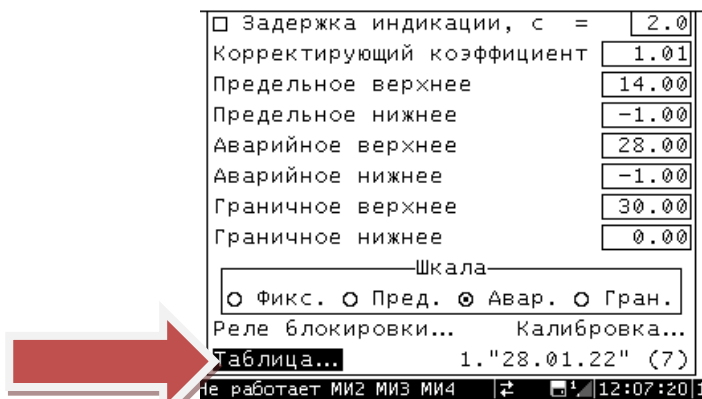 Задержка индикации, с = 2.0
Корректирующий коэффициент 1.01
Предельное верхнее 14.00
Предельное нижнее -1.00
Аварийное верхнее 28.00
Аварийное нижнее -1.00
Граничное верхнее 30.00
Граничное нижнее 0.00
Шкала
Фикс. Пред. Авар. Гран.
Реле блокировки... Калибровка...
Таблица... 1."28.01.22" (7)
Не работает МИ2 МИ3 МИ4 12:07:20